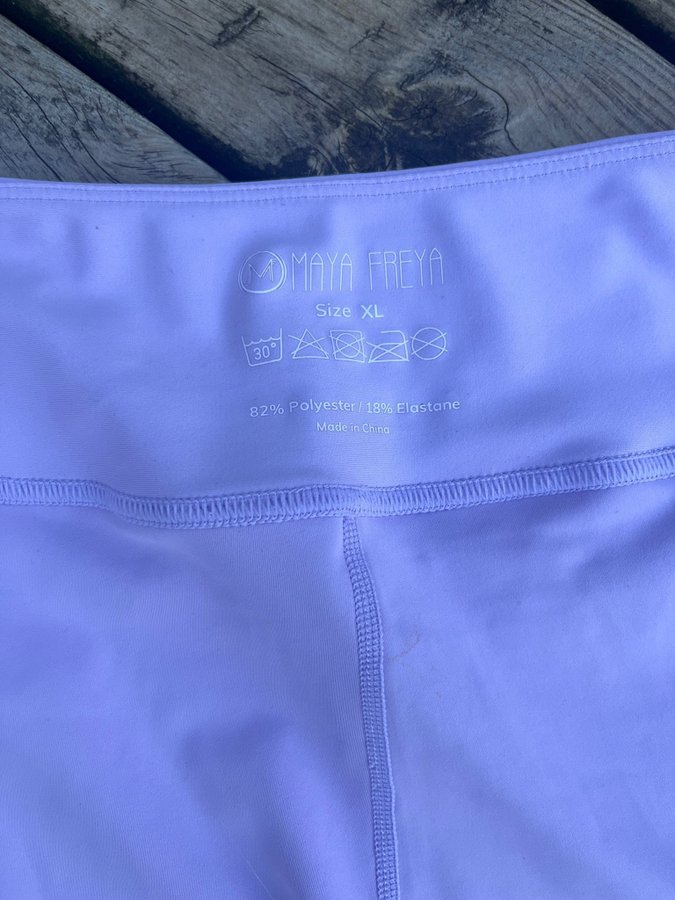 M MAYA FREYA
Size XL
30°
82% Polyester / 18% Elastane
Made in China